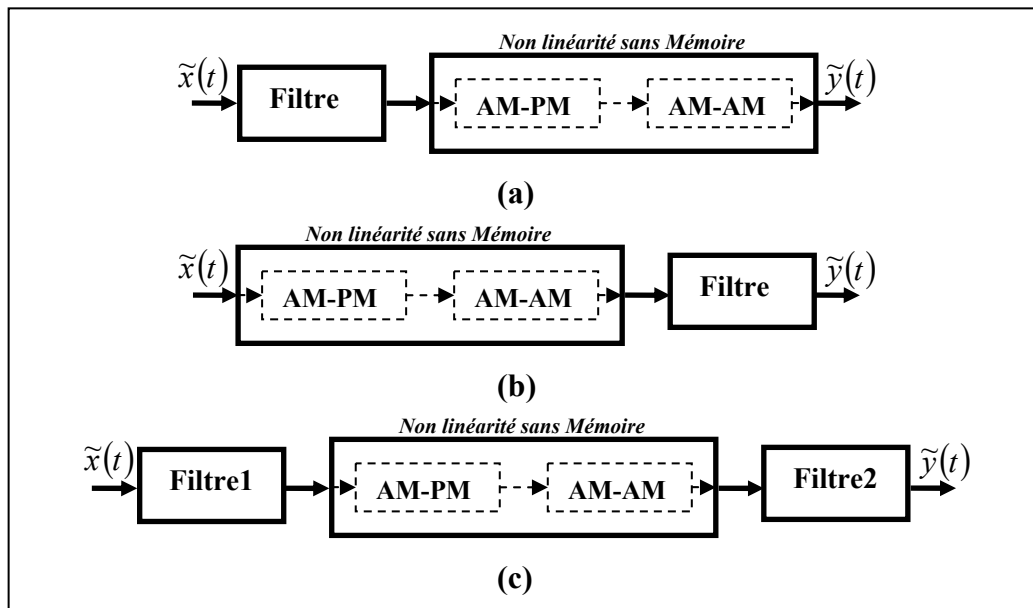 Non linéarité sans Mémoire
x̃(t) Filtre AM-PM AM-AM ỹ(t)
(a)
Non linéarité sans Mémoire
x̃(t) AM-PM AM-AM Filtre ỹ(t)
(b)
Non linéarité sans Mémoire
x̃(t) Filtre1 AM-PM AM-AM Filtre2 ỹ(t)
(c)